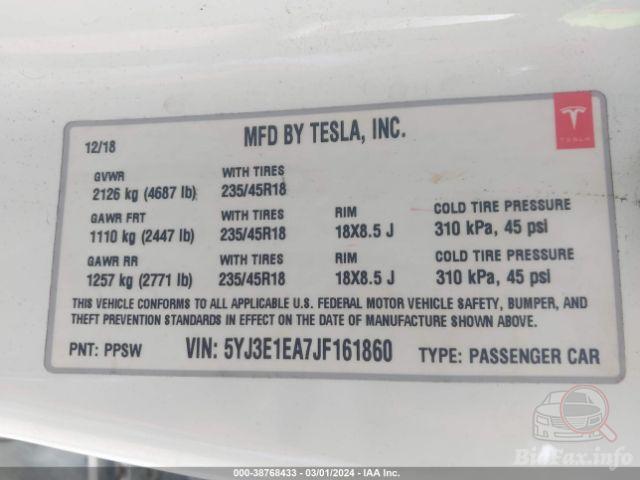 12/18 MFD BY TESLA, INC.
TESLA
GVWR WITH TIRES
2126 kg (4687 lb) 235/45R18
GAWR FRT WITH TIRES RIM COLD TIRE PRESSURE
1110 kg (2447 lb) 235/45R18 18X8.5 J 310 kPa, 45 psi
GAWR RR WITH TIRES RIM COLD TIRE PRESSURE
1257 kg (2771 lb) 235/45R18 18X8.5 J 310 kPa, 45 psi
THIS VEHICLE CONFORMS TO ALL APPLICABLE U.S. FEDERAL MOTOR VEHICLE SAFETY, BUMPER, AND
THEFT PREVENTION STANDARDS IN EFFECT ON THE DATE OF MANUFACTURE SHOWN ABOVE.
PNT: PPSW VIN: 5YJ3E1EA7JF161860 TYPE: PASSENGER CAR
BidFax.info
000-38768433 - 03/01/2024 - IAA Inc.